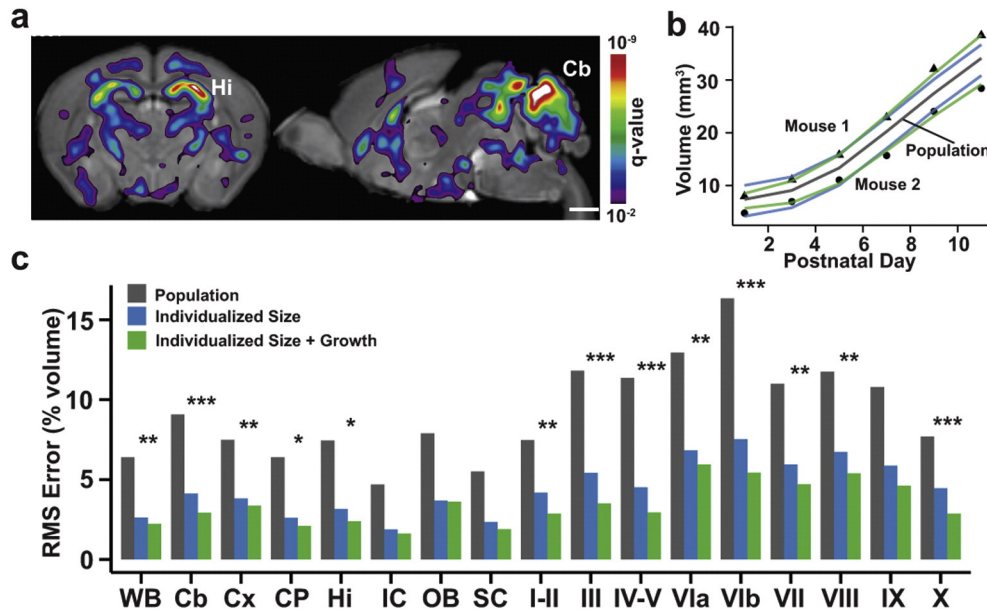 a
Hi
Cb
10-9
q-value
10-2
b
Volume (mm3)
40
30
20
10
Mouse 1
Population
Mouse 2
2 4 6 8 10
Postnatal Day
c
Population
Individualized Size
Individualized Size + Growth
RMS Error (% volume)
15
10
5
0
** *** ** * * ** *** *** ** *** ** ** ***
WB Cb Cx CP Hi IC OB SC I-II III IV-V VIa VIb VII VIII IX X